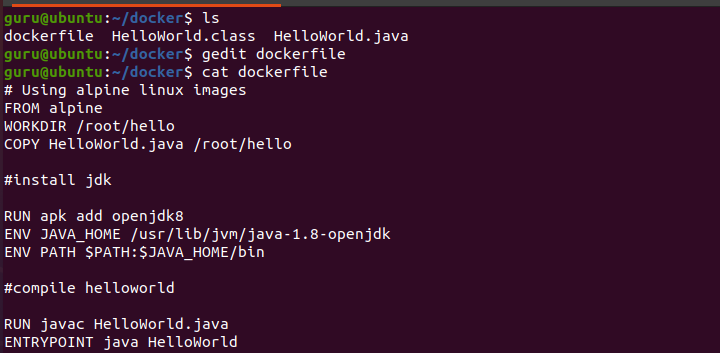 guru@ubuntu:~/docker$ ls
dockerfile  HelloWorld.class  HelloWorld.java
guru@ubuntu:~/docker$ gedit dockerfile
guru@ubuntu:~/docker$ cat dockerfile
# Using alpine linux images
FROM alpine
WORKDIR /root/hello
COPY HelloWorld.java /root/hello

#install jdk

RUN apk add openjdk8
ENV JAVA_HOME /usr/lib/jvm/java-1.8-openjdk
ENV PATH $PATH:$JAVA_HOME/bin

#compile helloworld

RUN javac HelloWorld.java
ENTRYPOINT java HelloWorld